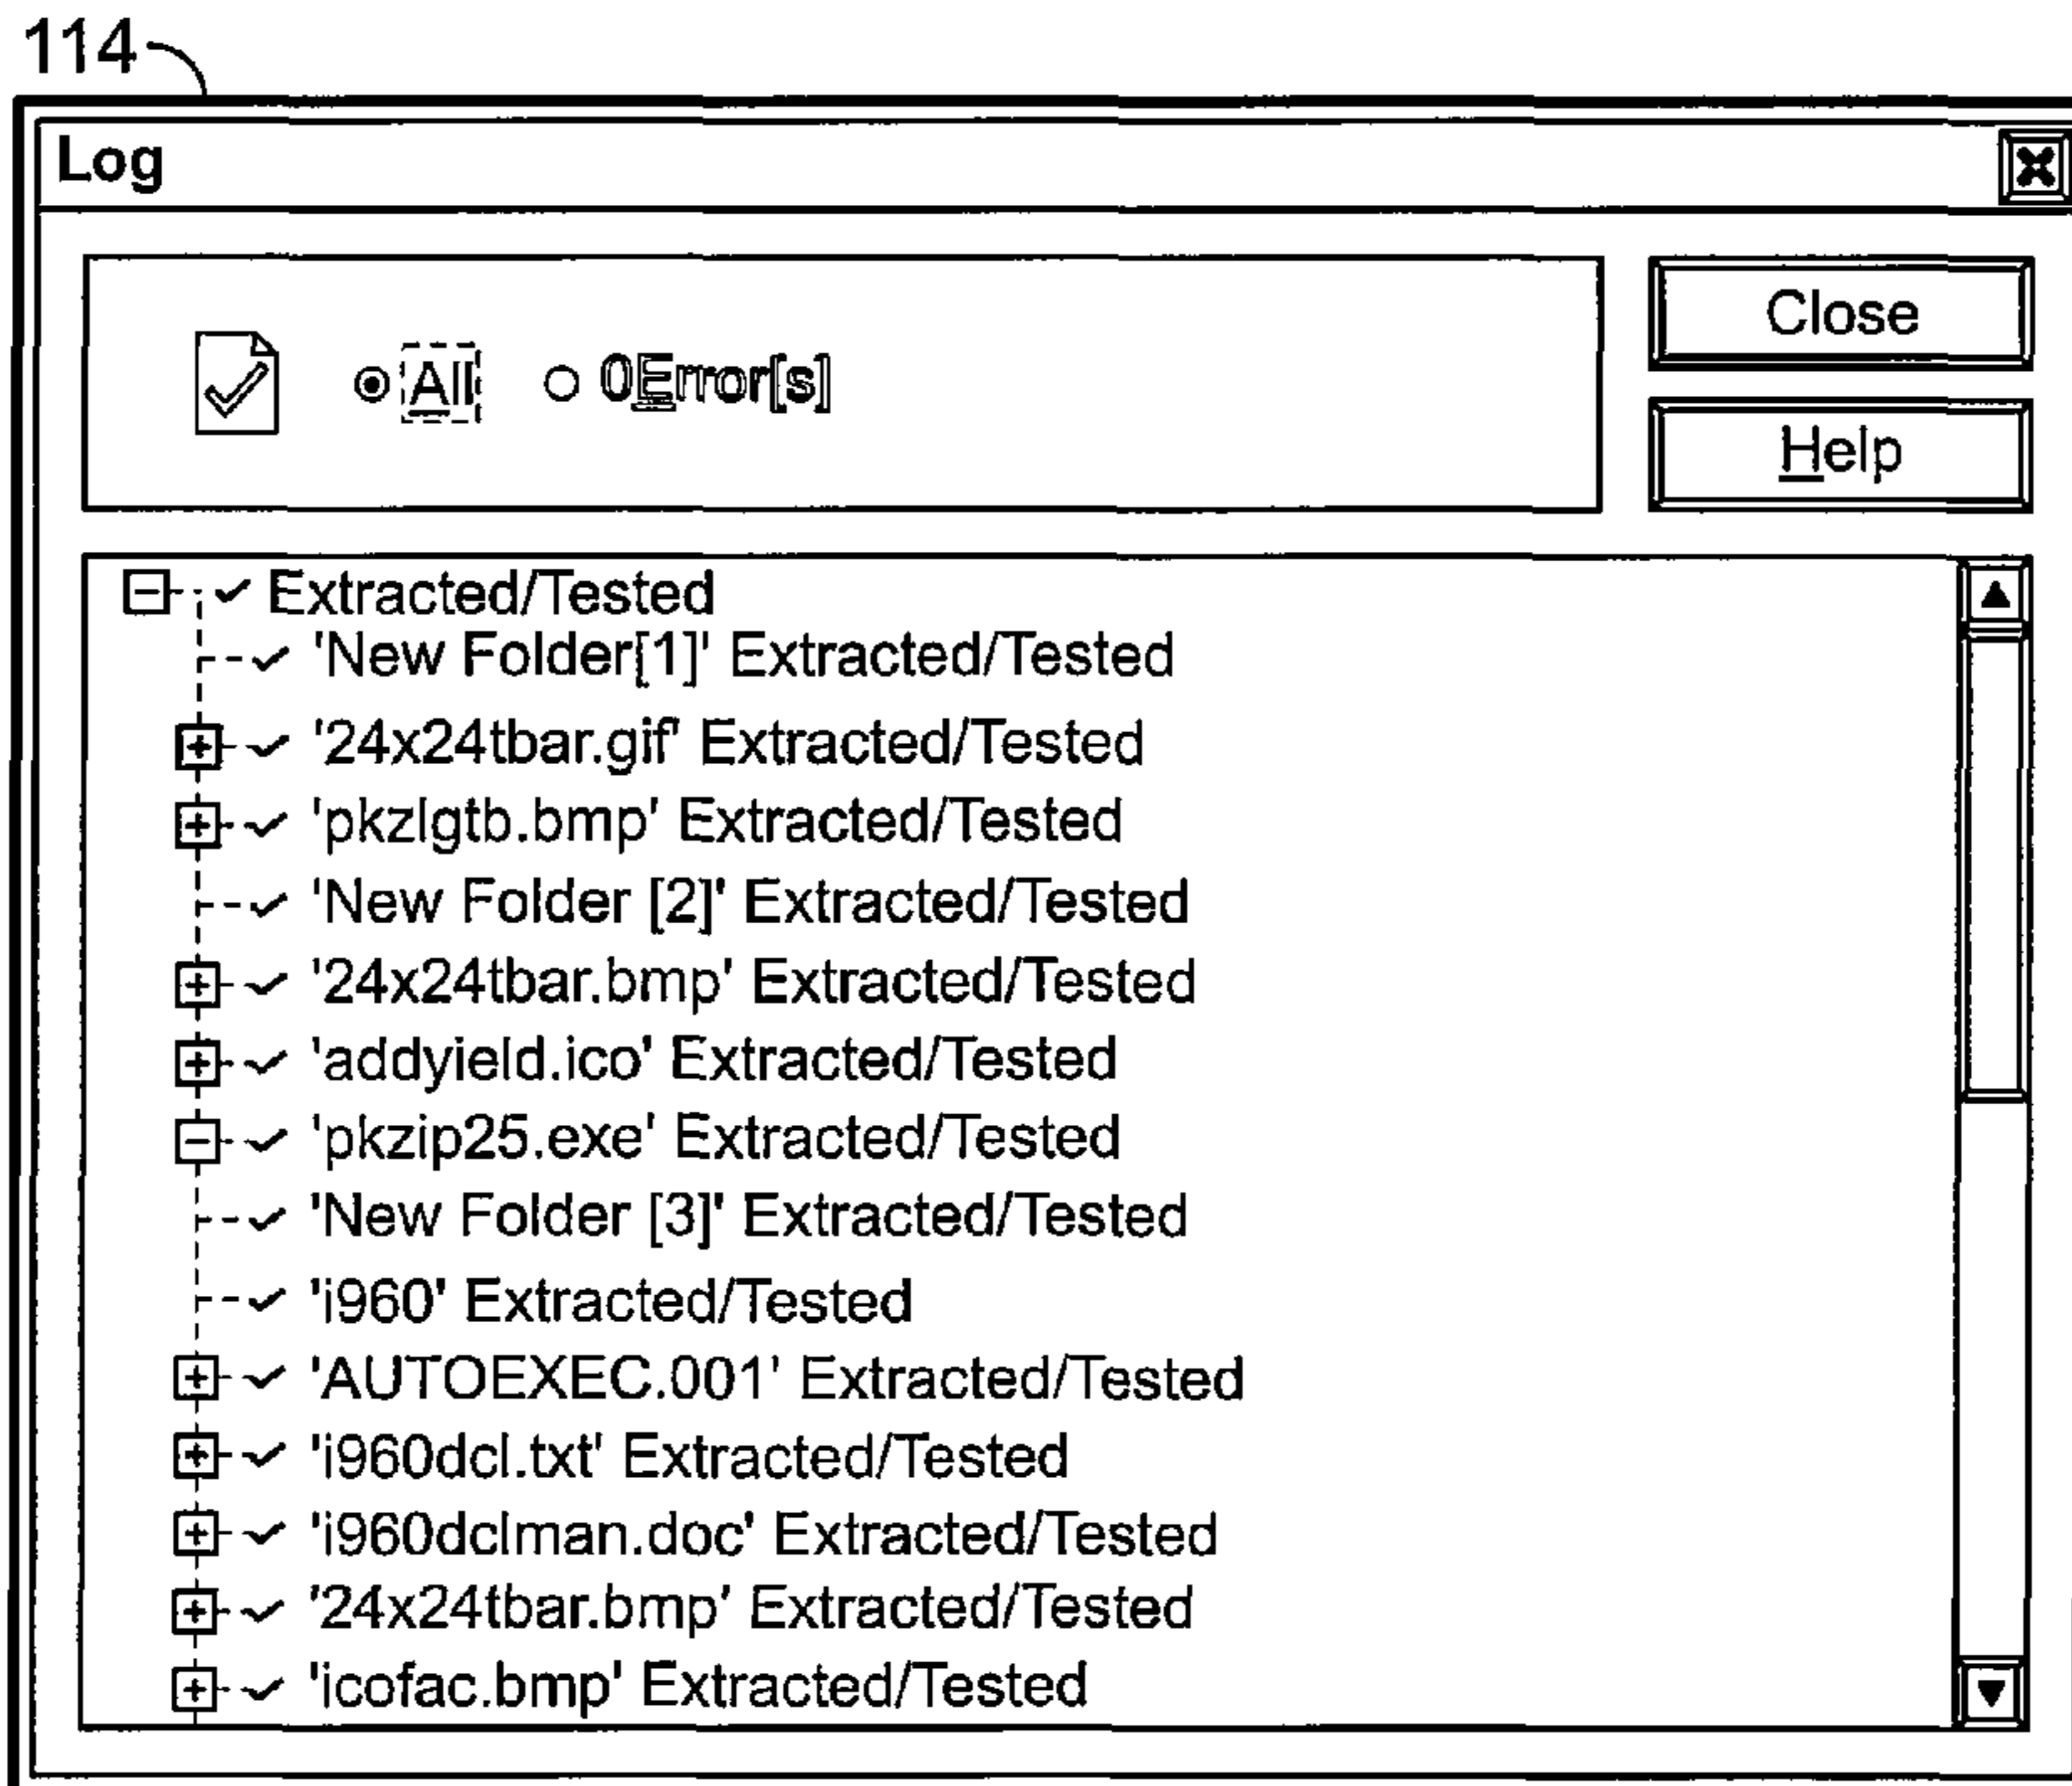 114
Log
All 0Error[s]
Close
Help
Extracted/Tested
'New Folder[1]' Extracted/Tested
'24x24tbar.gif' Extracted/Tested
'pkzlgtb.bmp' Extracted/Tested
'New Folder [2]' Extracted/Tested
'24x24tbar.bmp' Extracted/Tested
'addyield.ico' Extracted/Tested
'pkzip25.exe' Extracted/Tested
'New Folder [3]' Extracted/Tested
'i960' Extracted/Tested
'AUTOEXEC.001' Extracted/Tested
'i960dcl.txt' Extracted/Tested
'i960dclman.doc' Extracted/Tested
'24x24tbar.bmp' Extracted/Tested
'icofac.bmp' Extracted/Tested